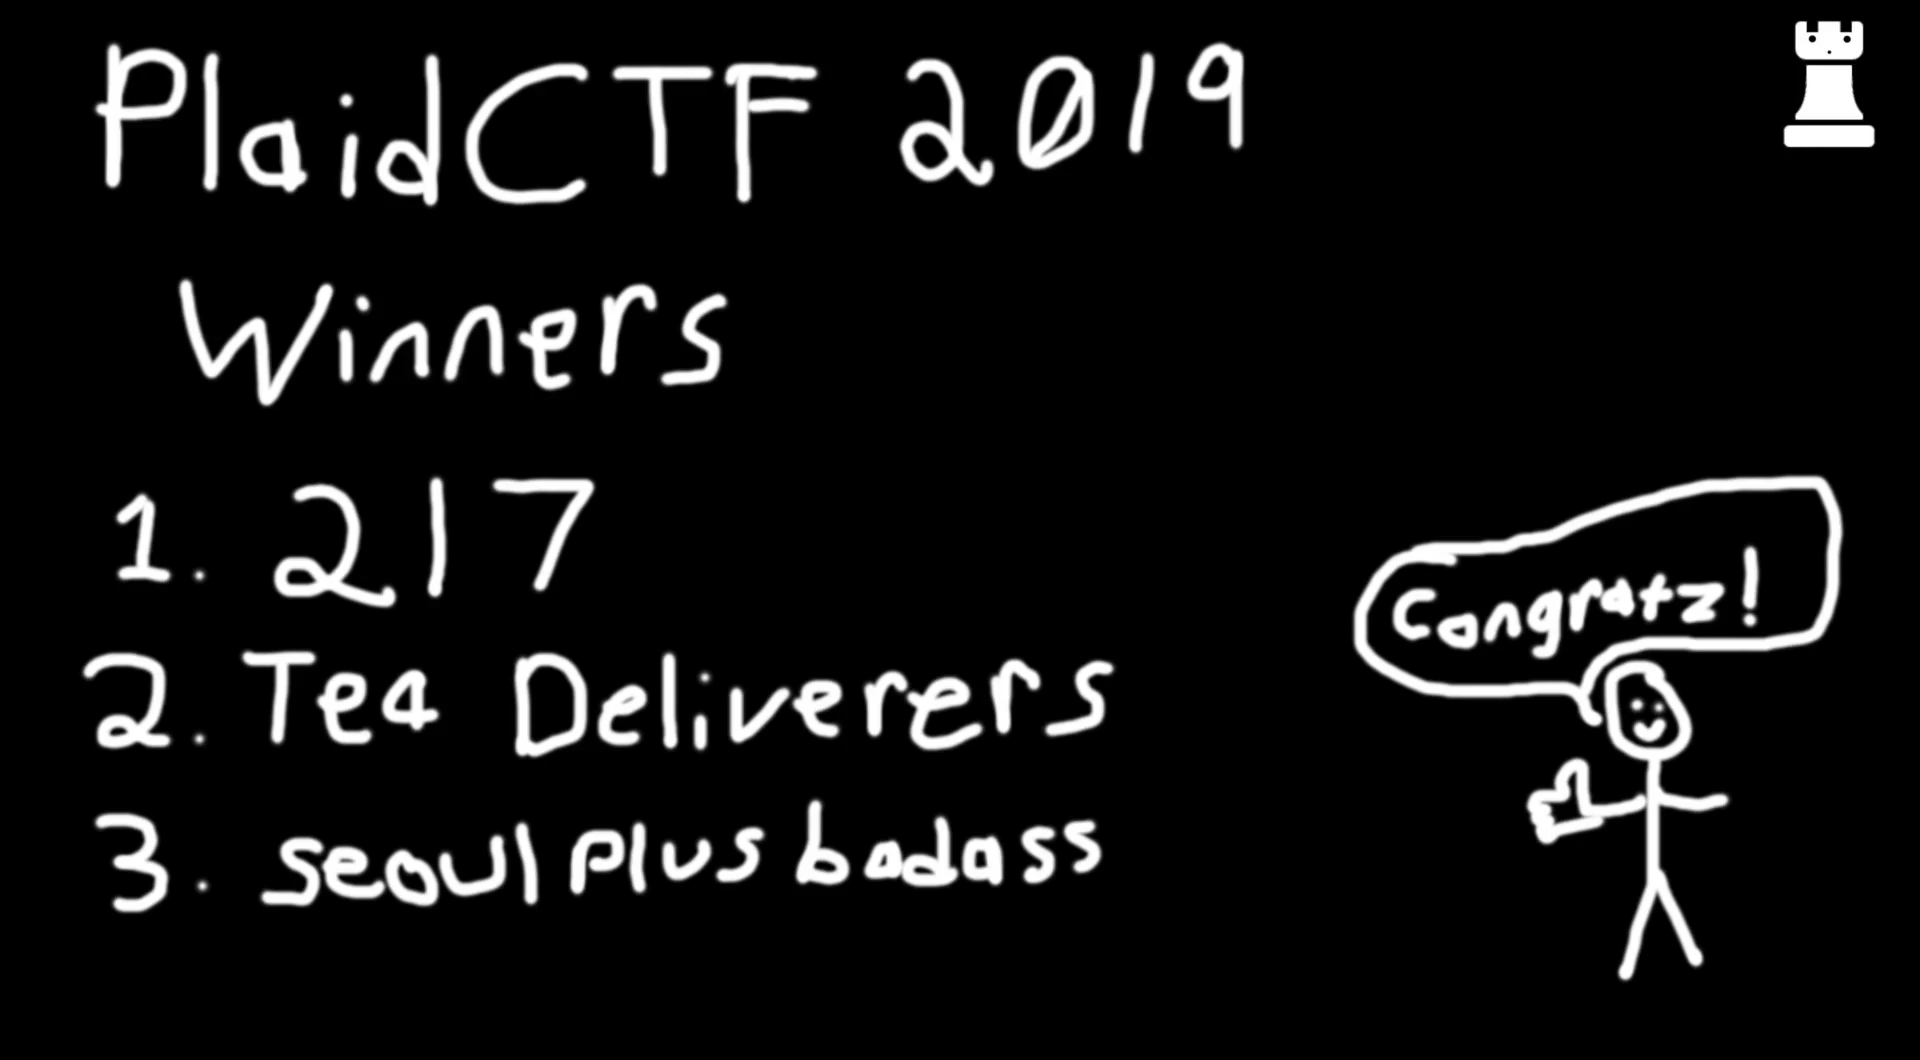 PlaidCTF 2019
Winners
1. 217
2. Tea Deliverers
3. seoulplusbadass
Congratz!